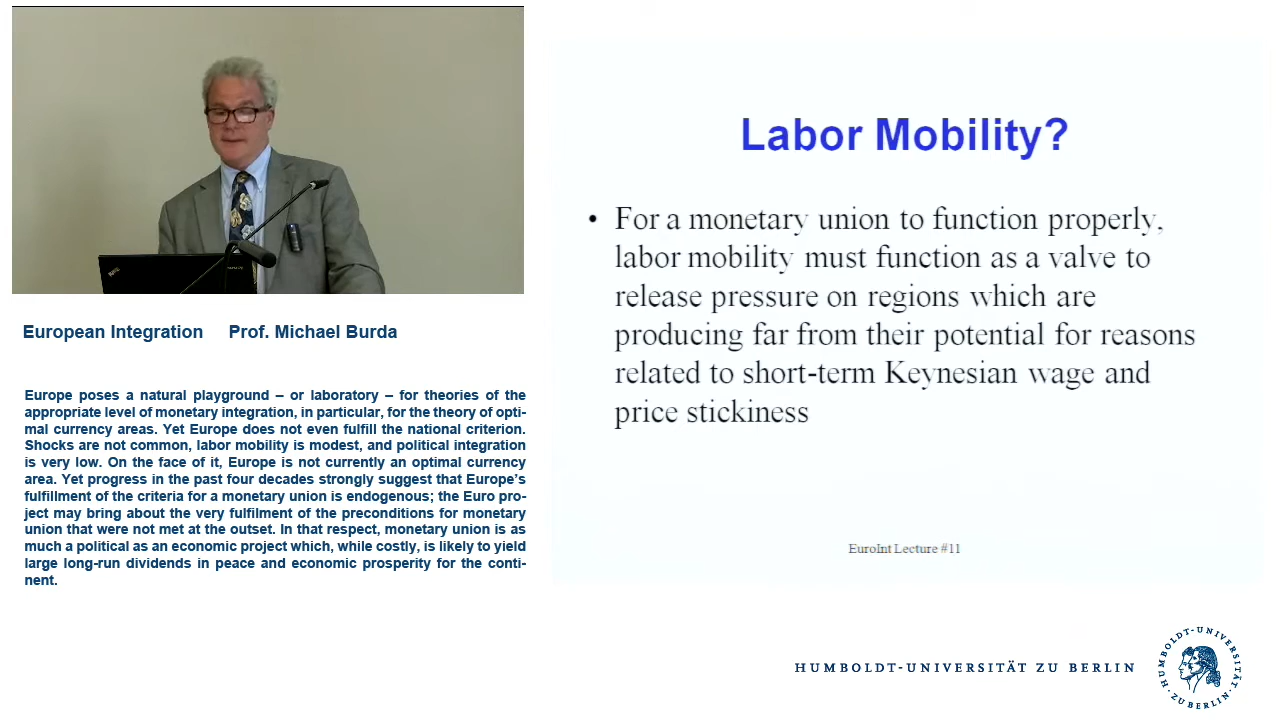 European Integration Prof. Michael Burda
Europe poses a natural playground – or laboratory – for theories of the
appropriate level of monetary integration, in particular, for the theory of opti-
mal currency areas. Yet Europe does not even fulfill the national criterion.
Shocks are not common, labor mobility is modest, and political integration
is very low. On the face of it, Europe is not currently an optimal currency
area. Yet progress in the past four decades strongly suggest that Europe's
fulfillment of the criteria for a monetary union is endogenous; the Euro pro-
ject may bring about the very fulfilment of the preconditions for monetary
union that were not met at the outset. In that respect, monetary union is as
much a political as an economic project which, while costly, is likely to yield
large long-run dividends in peace and economic prosperity for the conti-
nent.
Labor Mobility?
• For a monetary union to function properly,
labor mobility must function as a valve to
release pressure on regions which are
producing far from their potential for reasons
related to short-term Keynesian wage and
price stickiness
EuroInt Lecture #11
HUMBOLDT-UNIVERSITÄT ZU BERLIN
HUMBOLDT-UNIVERSITÄT
ZU BERLIN